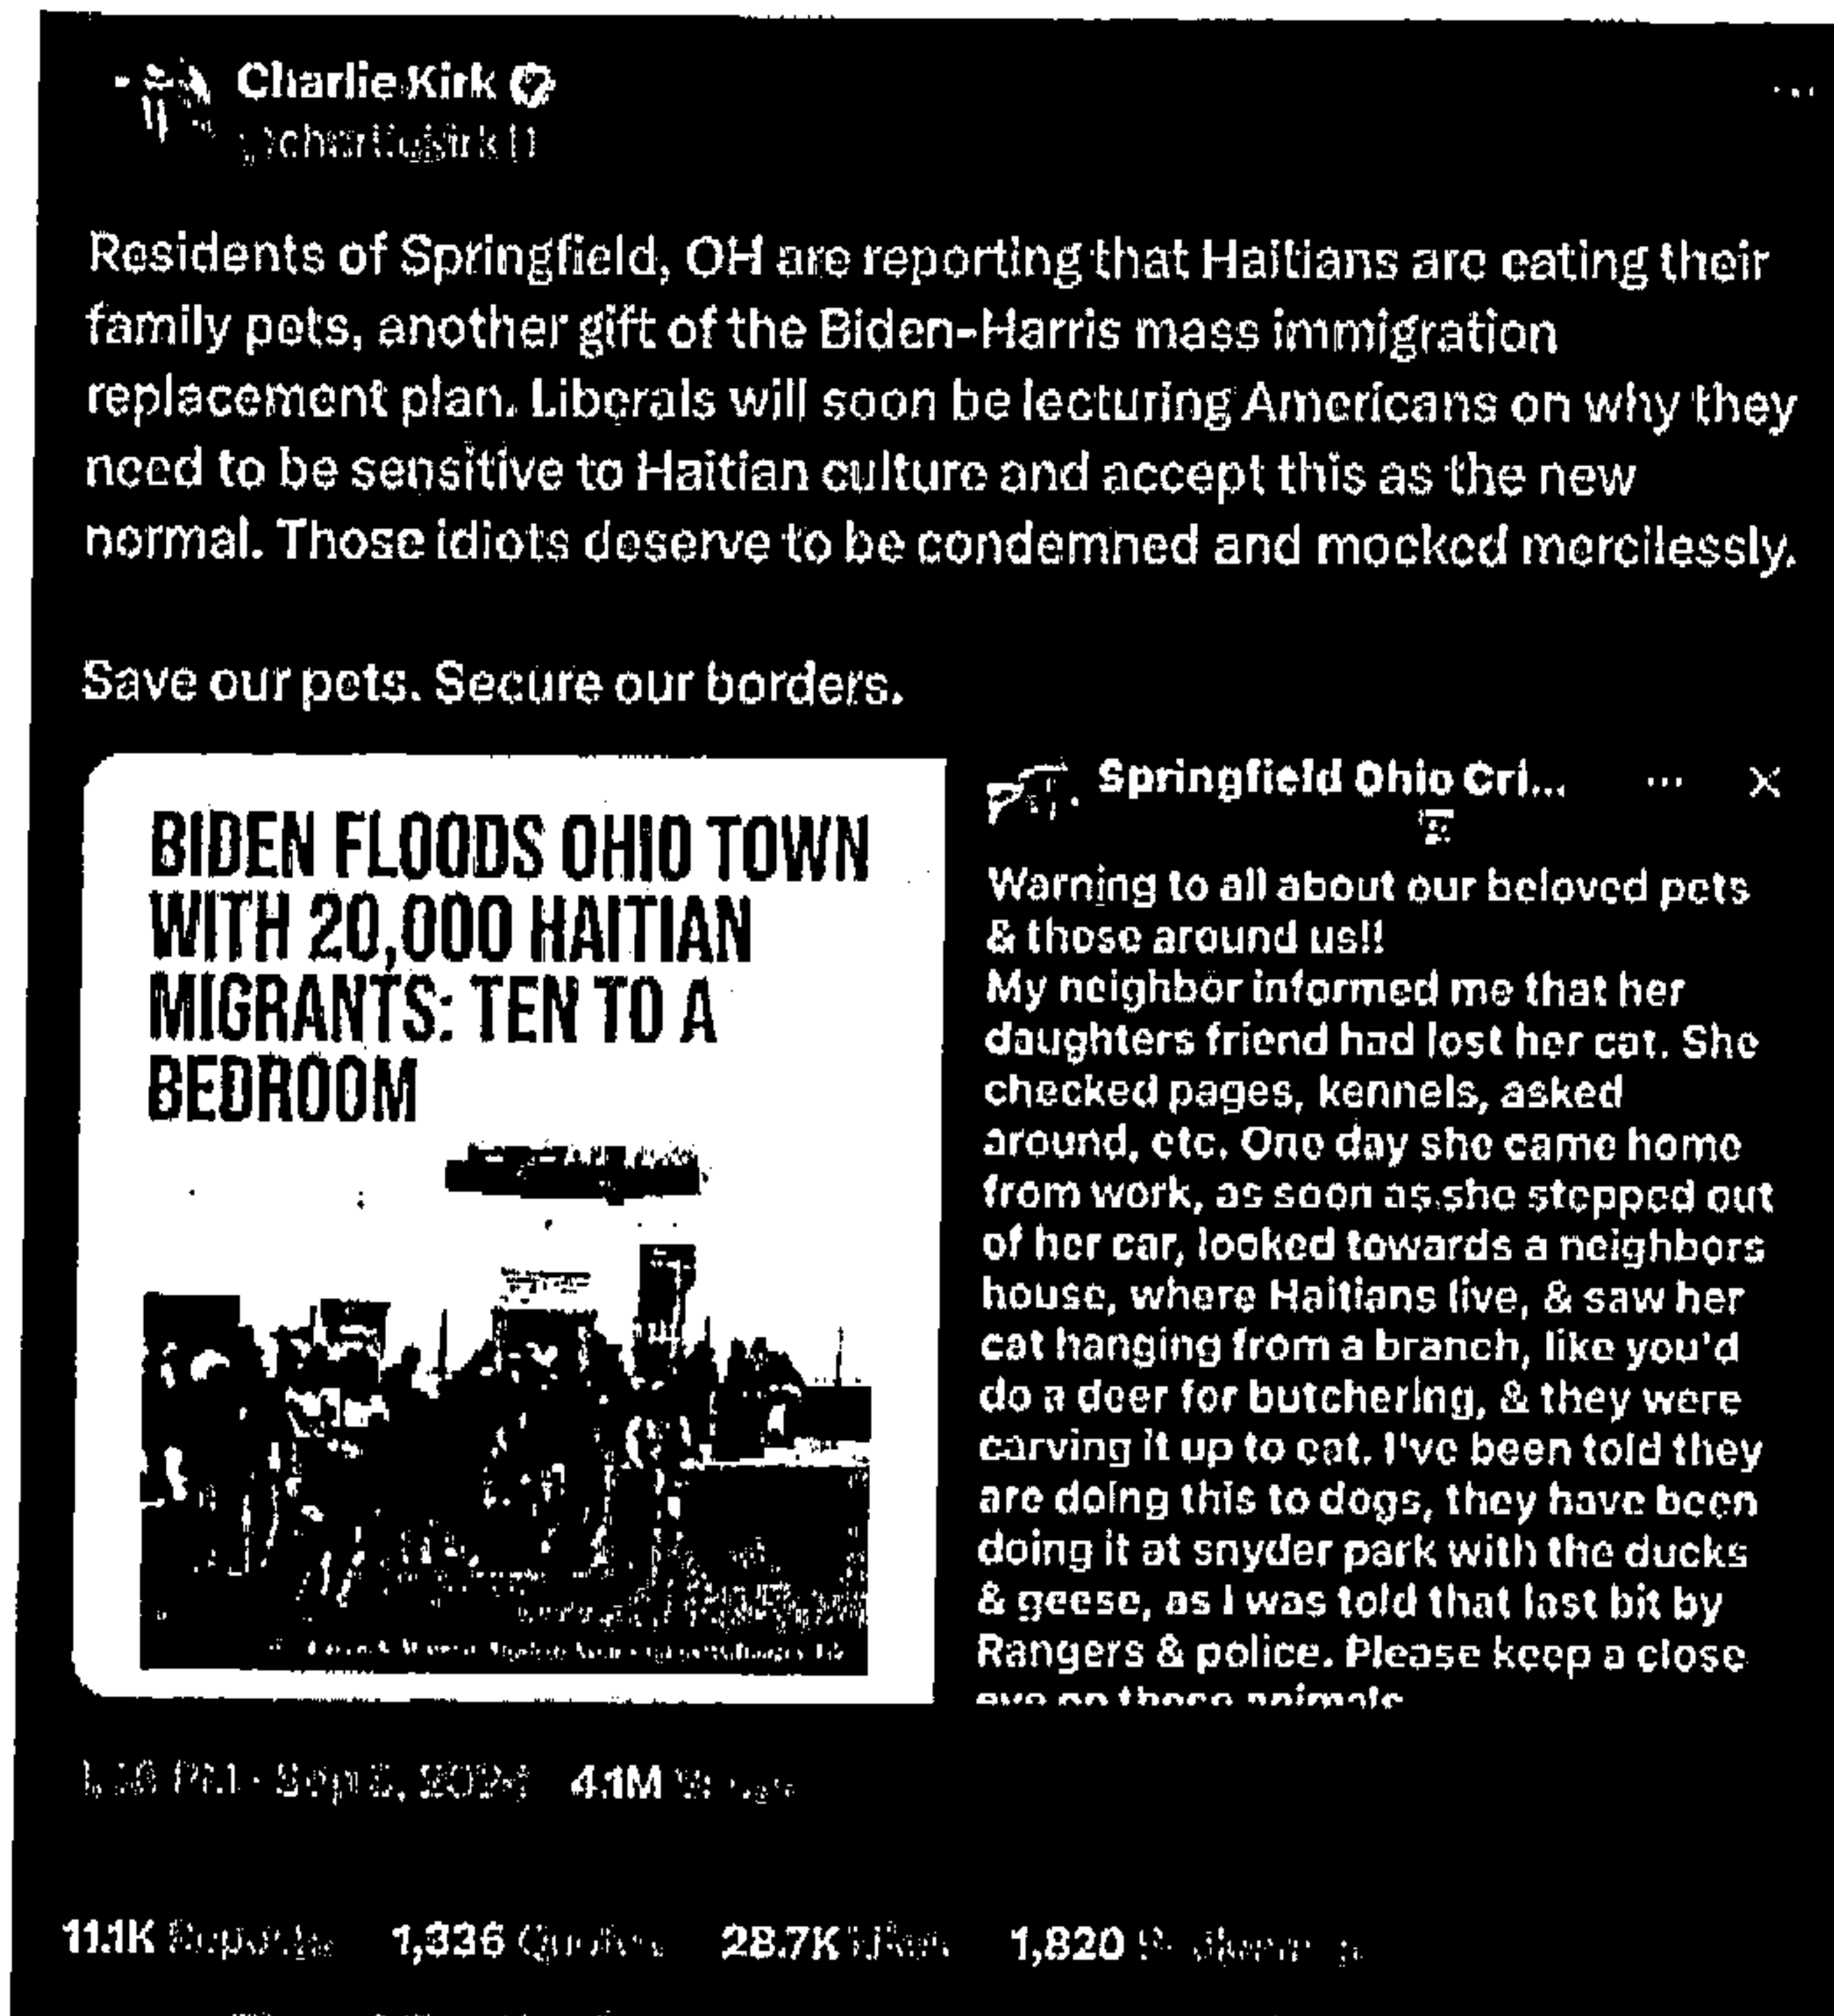 Charlie Kirk
Residents of Springfield, OH are reporting that Haitians are eating their
family pets, another gift of the Biden-Harris mass immigration
replacement plan. Liberals will soon be lecturing Americans on why they
need to be sensitive to Haitian culture and accept this as the new
normal. Those idiots deserve to be condemned and mocked mercilessly.
Save our pets. Secure our borders.
BIDEN FLOODS OHIO TOWN
WITH 20,000 HAITIAN
MIGRANTS: TEN TO A
BEDROOM
Springfield Ohio Cri...
Warning to all about our beloved pets
& those around us!!
My neighbor informed me that her
daughters friend had lost her cat. She
checked pages, kennels, asked
around, etc. One day she came home
from work, as soon as she stepped out
of her car, looked towards a neighbors
house, where Haitians live, & saw her
cat hanging from a branch, like you'd
do a deer for butchering, & they were
carving it up to eat. I've been told they
are doing this to dogs, they have been
doing it at snyder park with the ducks
& geese, as I was told that last bit by
Rangers & police. Please keep a close
eye on these animals
4.1M
11.1K 1,336 28.7K Likes 1,820